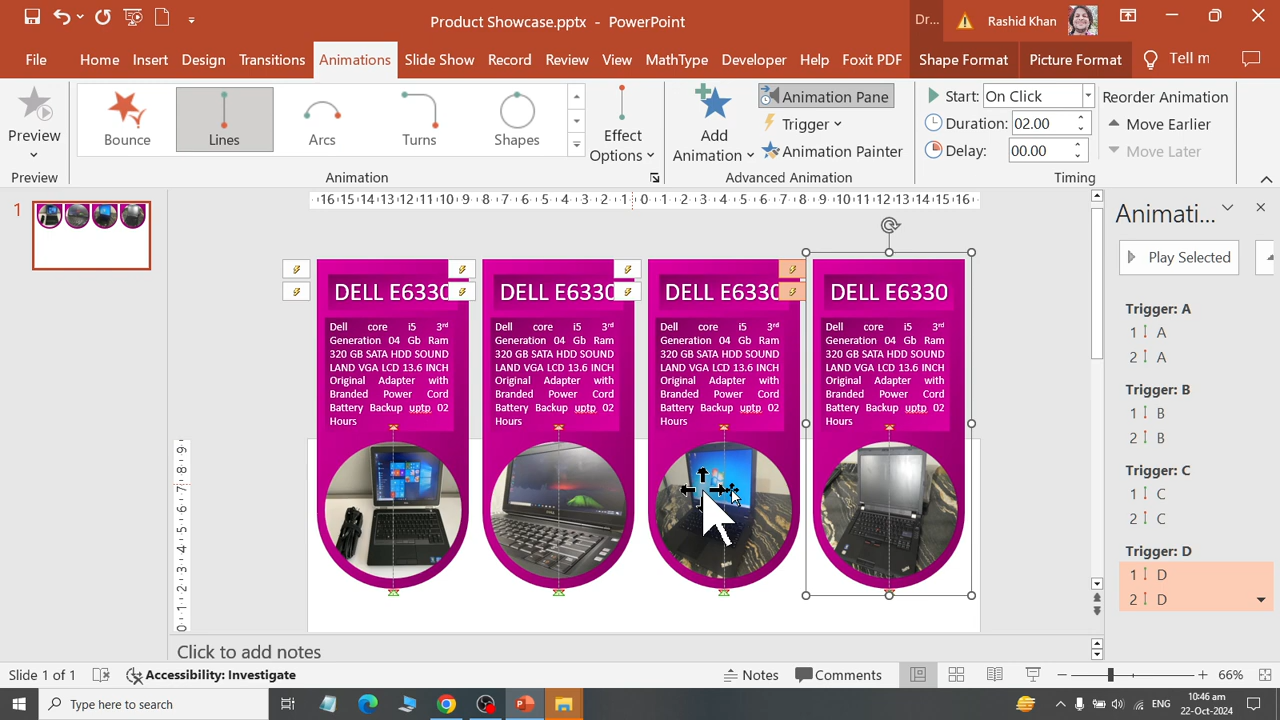 Product Showcase.pptx - PowerPoint
Dr...
Rashid Khan
File
Home
Insert
Design
Transitions
Animations
Slide Show
Record
Review
View
MathType
Developer
Help
Foxit PDF
Shape Format
Picture Format
Tell m
Preview
Bounce
Lines
Arcs
Turns
Shapes
Effect
Options
Add
Animation
Animation Pane
Trigger
Animation Painter
Start: On Click
Duration: 02.00
Delay: 00.00
Reorder Animation
Move Earlier
Move Later
Preview
Animation
Advanced Animation
Timing
1
16 15 14 13 12 11 10 9 8 7 6 5 4 3 2 1 0 1 2 3 4 5 6 7 8 9 10 11 12 13 14 15 16
9 8 7 6 5 4 3 2 1 0
DELL E6330
Dell core i5 3rd
Generation 04 Gb Ram
320 GB SATA HDD SOUND
LAND VGA LCD 13.6 INCH
Original Adapter with
Branded Power Cord
Battery Backup uptp 02
Hours
DELL E6330
Dell core i5 3rd
Generation 04 Gb Ram
320 GB SATA HDD SOUND
LAND VGA LCD 13.6 INCH
Original Adapter with
Branded Power Cord
Battery Backup uptp 02
Hours
DELL E6330
Dell core i5 3rd
Generation 04 Gb Ram
320 GB SATA HDD SOUND
LAND VGA LCD 13.6 INCH
Original Adapter with
Branded Power Cord
Battery Backup uptp 02
Hours
DELL E6330
Dell core i5 3rd
Generation 04 Gb Ram
320 GB SATA HDD SOUND
LAND VGA LCD 13.6 INCH
Original Adapter with
Branded Power Cord
Battery Backup uptp 02
Hours
Animati...
Play Selected
Trigger: A
1 A
2 A
Trigger: B
1 B
2 B
Trigger: C
1 C
2 C
Trigger: D
1 D
2 D
Click to add notes
Slide 1 of 1
Accessibility: Investigate
Notes
Comments
66%
Type here to search
ENG
10:46 am
22-Oct-2024